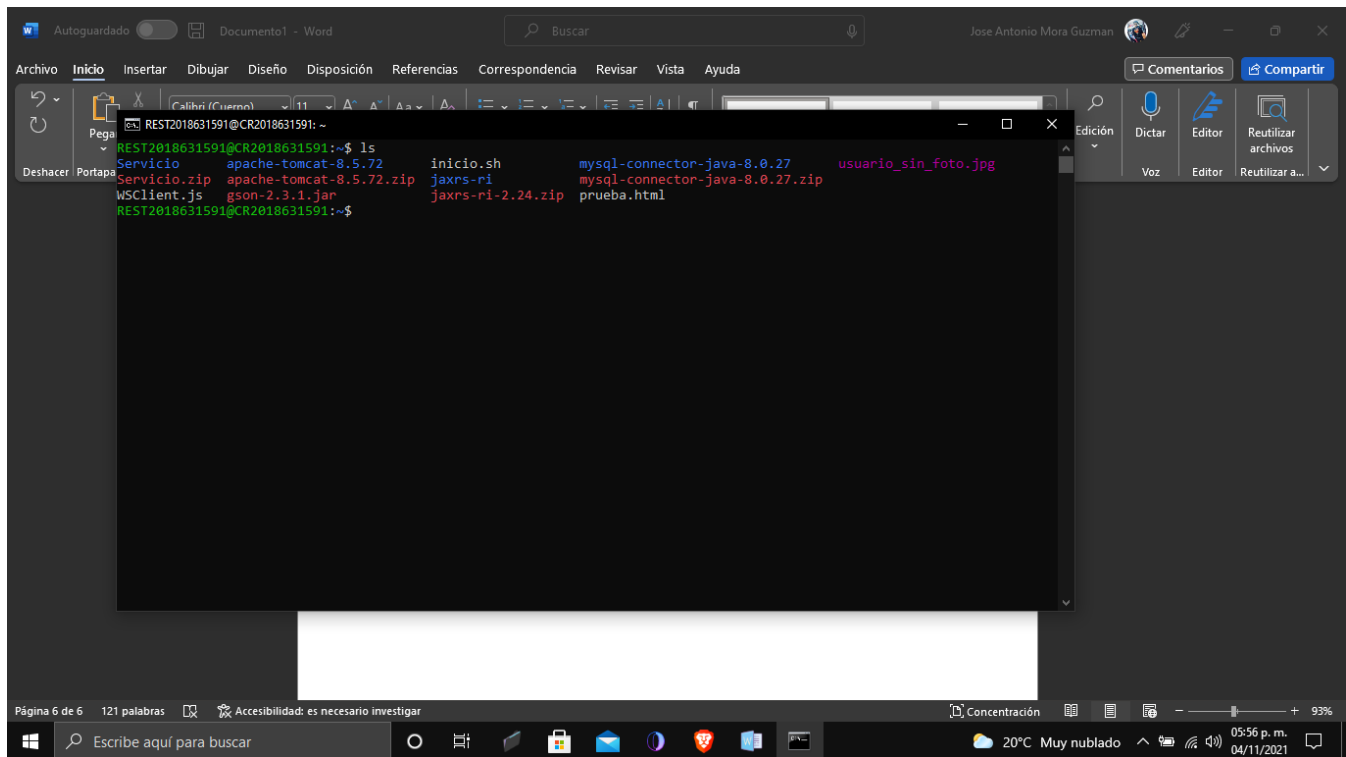 Autoguardado Documento1 - Word Buscar Jose Antonio Mora Guzman
Archivo Inicio Insertar Dibujar Diseño Disposición Referencias Correspondencia Revisar Vista Ayuda Comentarios Compartir
Calibri (Cuerpo) 11
Deshacer
Edición
Dictar
Editor
Reutilizar
archivos
Voz Editor Reutilizar a...
REST2018631591@CR2018631591: ~
REST2018631591@CR2018631591:~$ ls
Servicio apache-tomcat-8.5.72 inicio.sh mysql-connector-java-8.0.27 usuario_sin_foto.jpg
Servicio.zip apache-tomcat-8.5.72.zip jaxrs-ri mysql-connector-java-8.0.27.zip
WSClient.js gson-2.3.1.jar jaxrs-ri-2.24.zip prueba.html
REST2018631591@CR2018631591:~$
Página 6 de 6 121 palabras Accesibilidad: es necesario investigar Concentración 93%
Escribe aquí para buscar 20°C Muy nublado 05:56 p. m.
04/11/2021